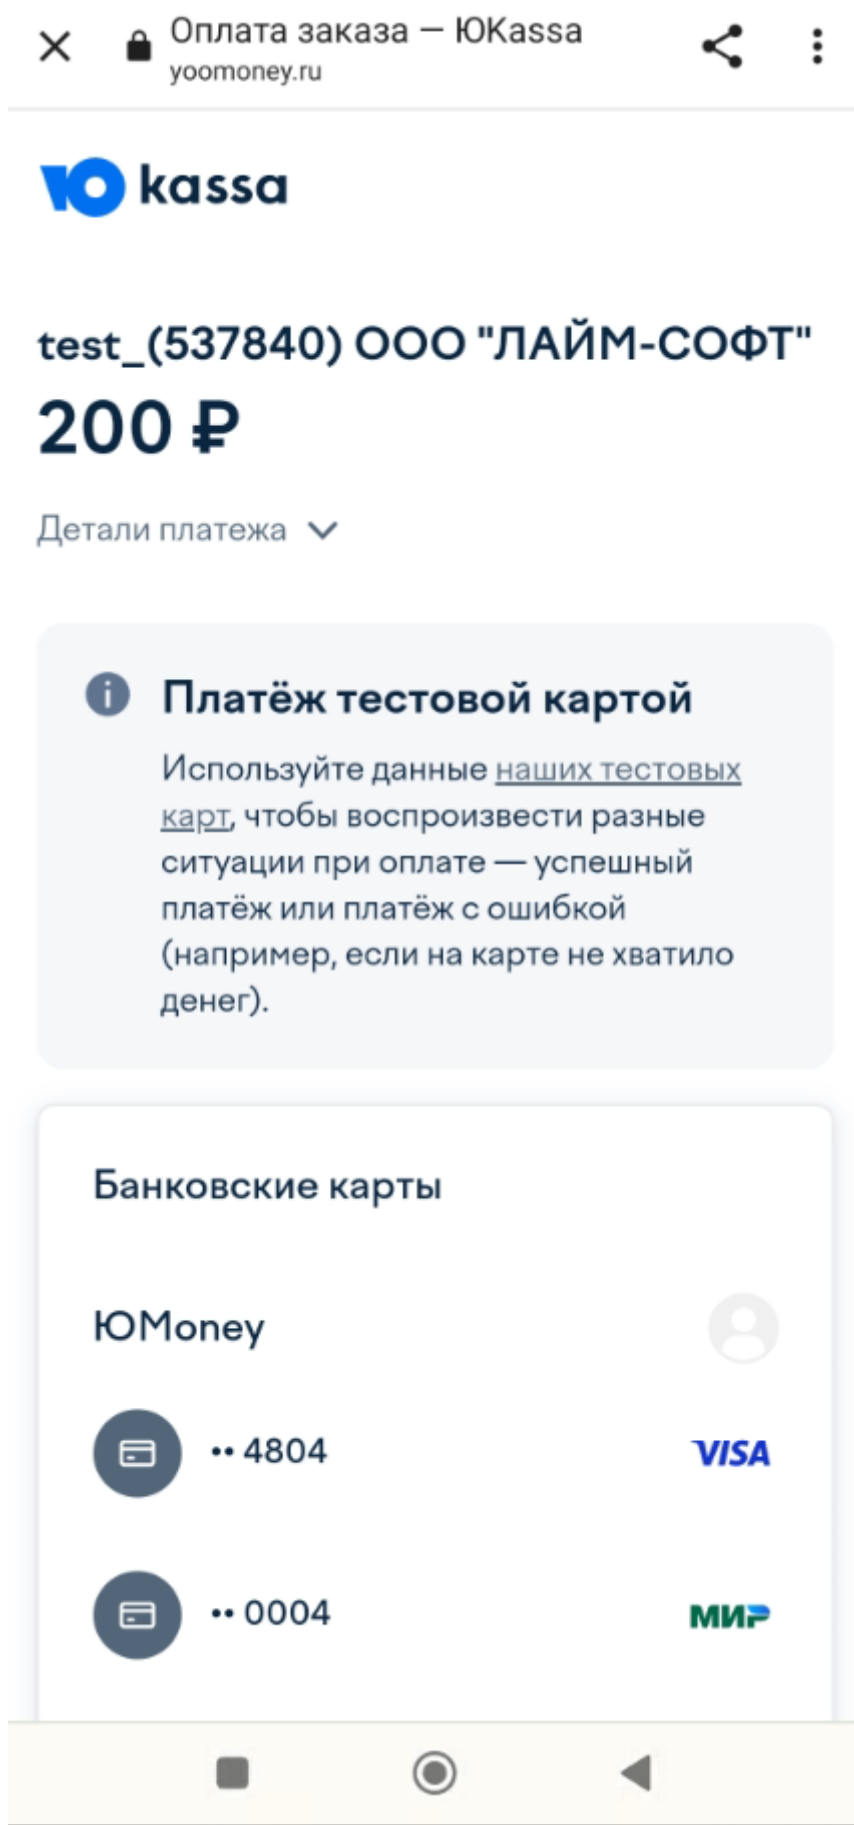 Оплата заказа — ЮKassa
yoomoney.ru
Ю kassa
test_(537840) ООО "ЛАЙМ-СОФТ"
200 ₽
Детали платежа
Платёж тестовой картой
Используйте данные наших тестовых
карт, чтобы воспроизвести разные
ситуации при оплате — успешный
платёж или платёж с ошибкой
(например, если на карте не хватило
денег).
Банковские карты
ЮMoney
•• 4804 VISA
•• 0004 МИР